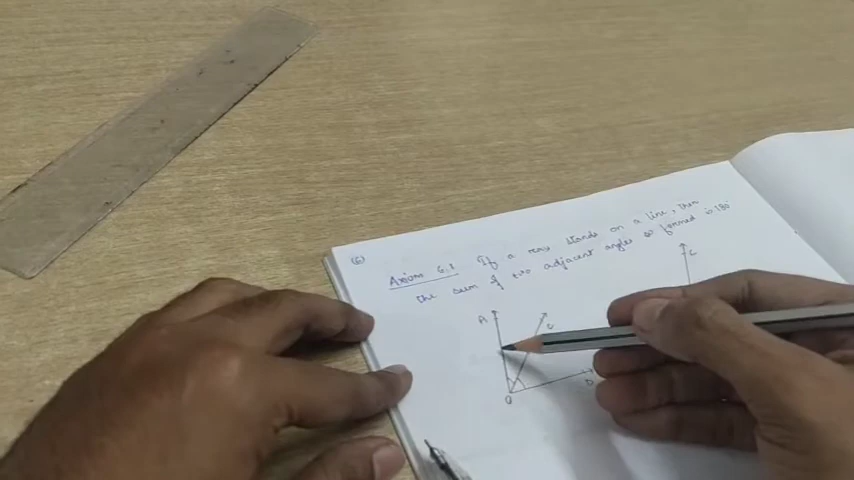 6
Axiom 6.1 If a ray stands on a line, then
the sum of two adjacent angles so formed is 180
A
C
O
D
C